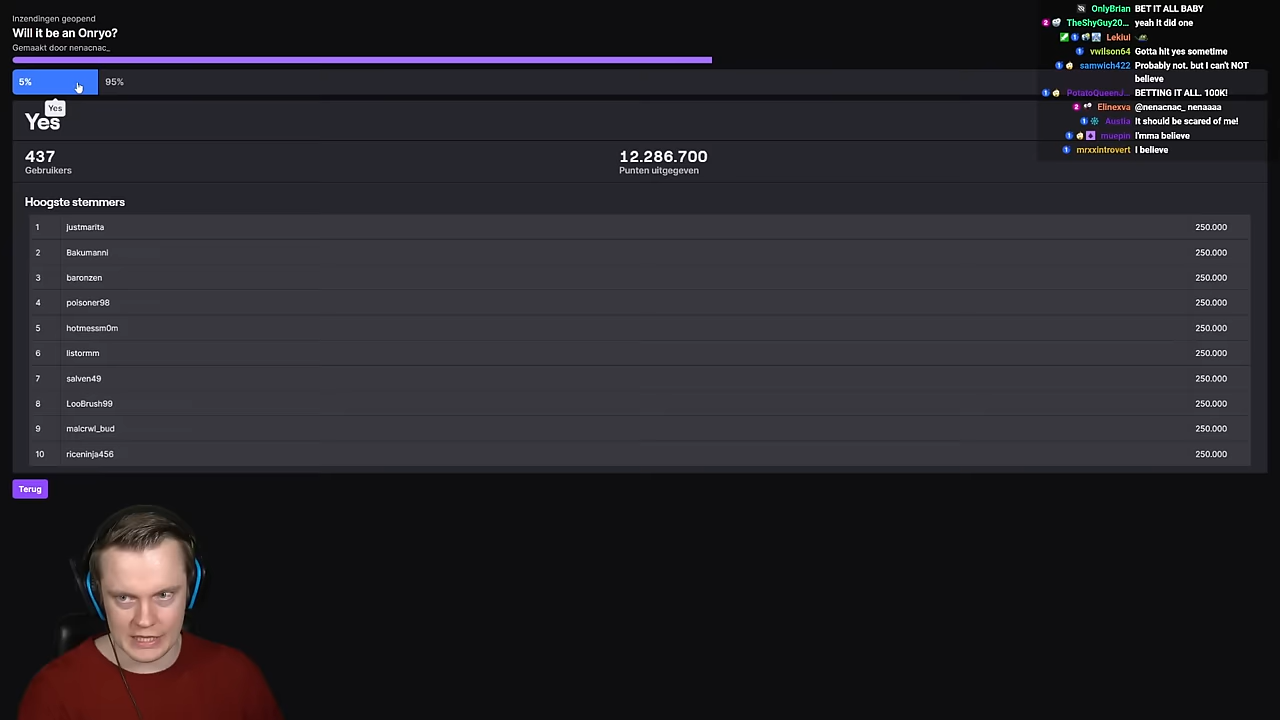 Inzendingen geopend
Will it be an Onryo?
Gemaakt door nenacnac_
5%
95%
Yes
Yes
437
Gebruikers
12.286.700
Punten uitgegeven
Hoogste stemmers
1 justmarita 250.000
2 Bakumanni 250.000
3 baronzen 250.000
4 polsoner98 250.000
5 hotmessm0m 250.000
6 listormm 250.000
7 salven49 250.000
8 LooBrush99 250.000
9 malcrwl_bud 250.000
10 riceninja456 250.000
Terug
OnlyBrian BET IT ALL BABY
TheShyGuy20... yeah it did one
Lekiul
vwilson64 Gotta hit yes sometime
samwich422 Probably not. but I can't NOT
believe
PotatoQueenJ... BETTING IT ALL. 100K!
Elinexva @nenacnac_ nenaaaa
Austia It should be scared of me!
muepin I'mma believe
mrxxintrovert I believe